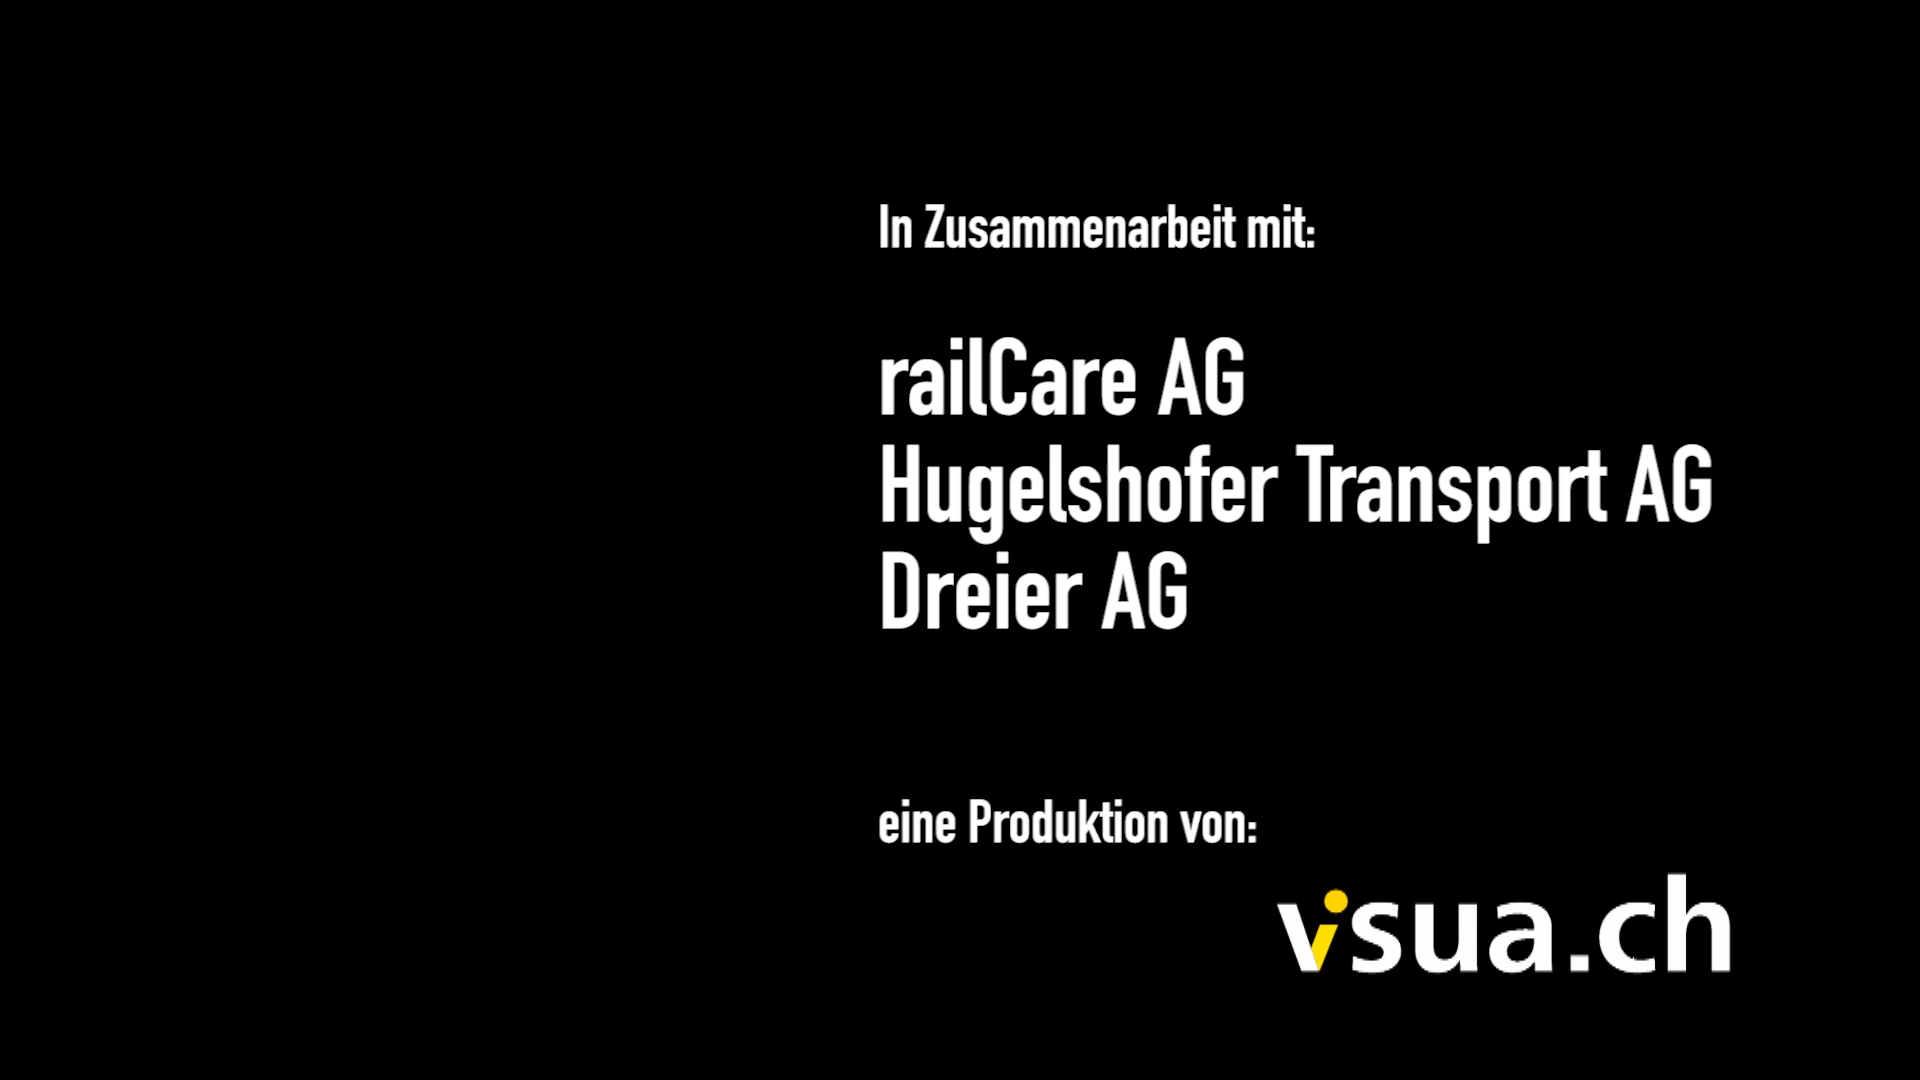 In Zusammenarbeit mit:
railCare AG
Hugelshofer Transport AG
Dreier AG
eine Produktion von:
visua.ch